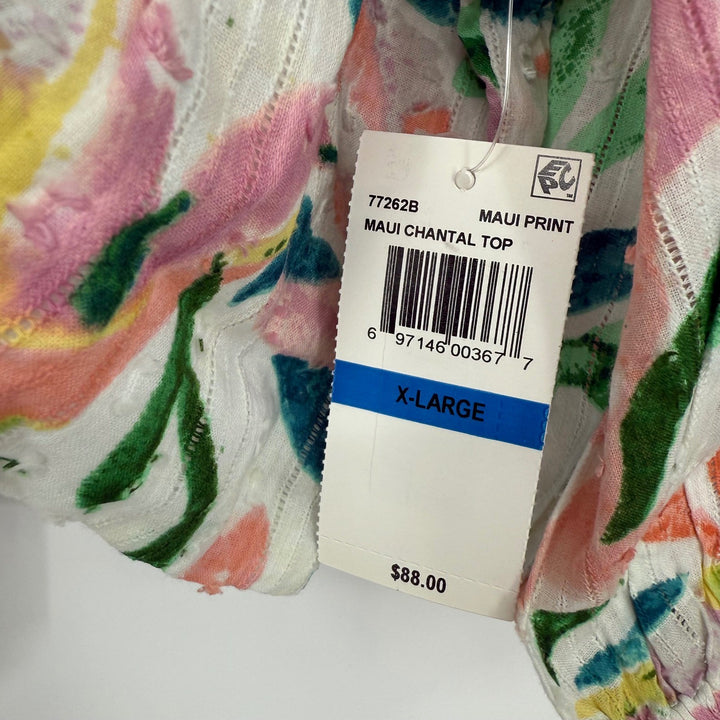 EPC
77262B MAUI PRINT
MAUI CHANTAL TOP
6 97146 00367 7
X-LARGE
$88.00